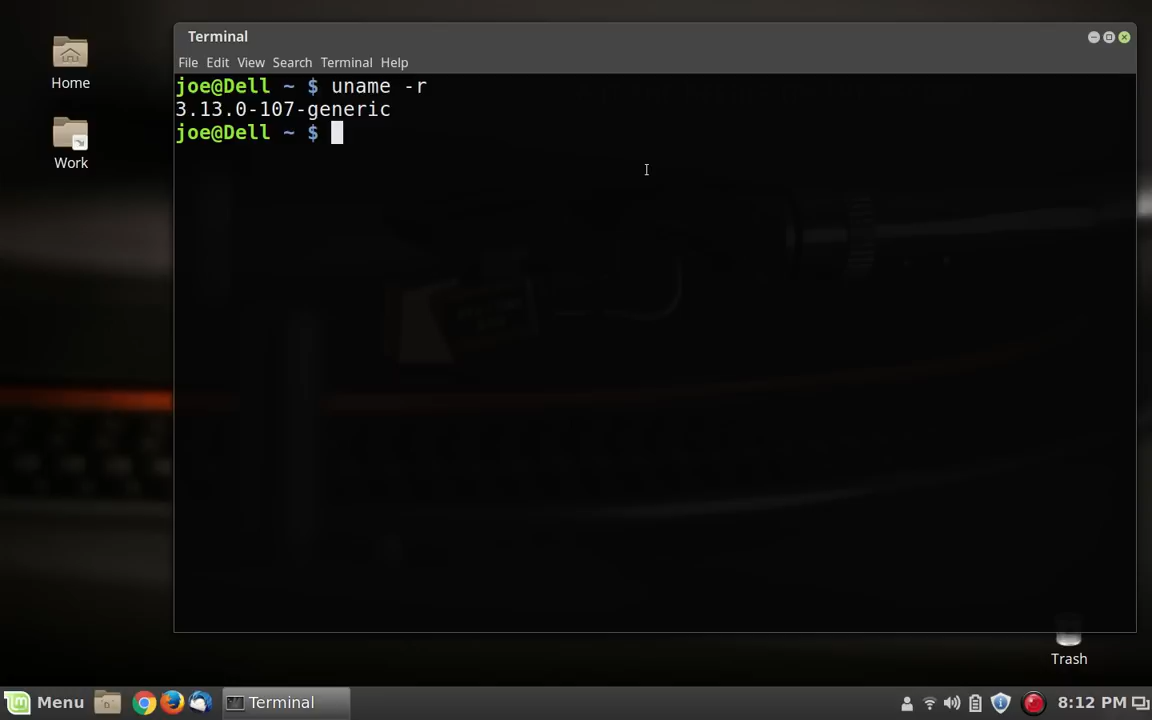 Terminal
File Edit View Search Terminal Help
joe@Dell ~ $ uname -r
3.13.0-107-generic
joe@Dell ~ $
Home
Work
Trash
Menu
Terminal
8:12 PM